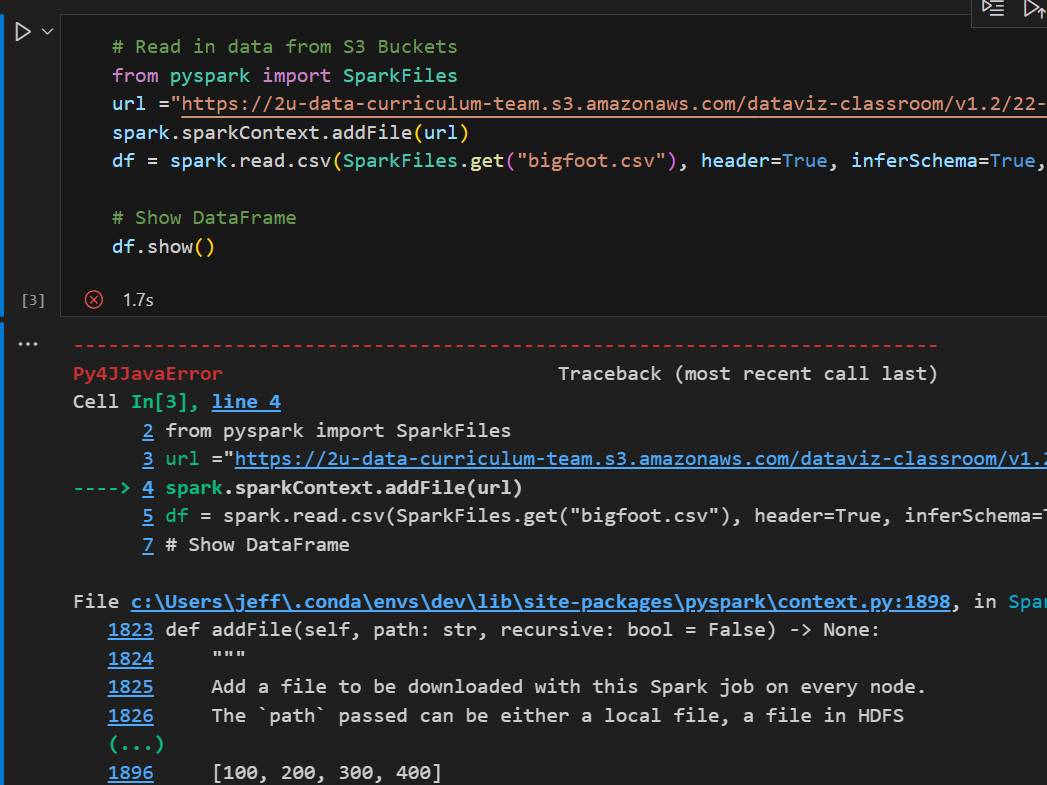 # Read in data from S3 Buckets
from pyspark import SparkFiles
url ="https://2u-data-curriculum-team.s3.amazonaws.com/dataviz-classroom/v1.2/22-
spark.sparkContext.addFile(url)
df = spark.read.csv(SparkFiles.get("bigfoot.csv"), header=True, inferSchema=True,
# Show DataFrame
df.show()
[3] 1.7s
...
---------------------------------------------------------------------------
Py4JJavaError Traceback (most recent call last)
Cell In[3], line 4
2 from pyspark import SparkFiles
3 url ="https://2u-data-curriculum-team.s3.amazonaws.com/dataviz-classroom/v1.2
----> 4 spark.sparkContext.addFile(url)
5 df = spark.read.csv(SparkFiles.get("bigfoot.csv"), header=True, inferSchema=T
7 # Show DataFrame
File c:\Users\jeff\.conda\envs\dev\lib\site-packages\pyspark\context.py:1898, in Spar
1823 def addFile(self, path: str, recursive: bool = False) -> None:
1824 """
1825 Add a file to be downloaded with this Spark job on every node.
1826 The `path` passed can be either a local file, a file in HDFS
(...)
1896 [100, 200, 300, 400]